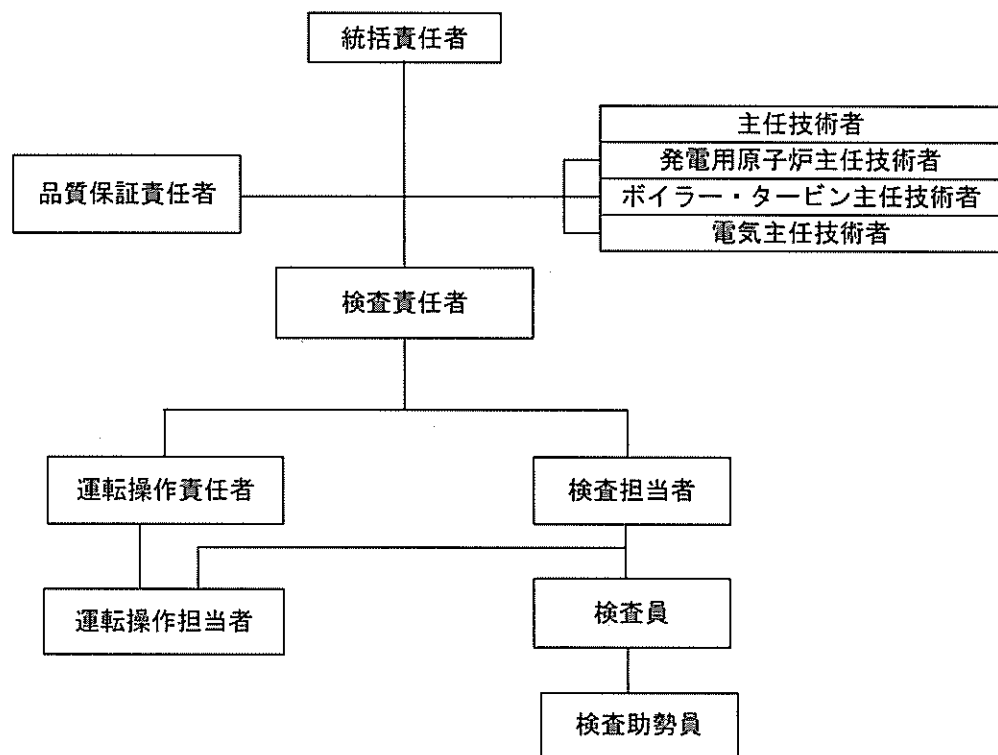 統括責任者
主任技術者
発電用原子炉主任技術者
品質保証責任者
ボイラー・タービン主任技術者
電気主任技術者
検査責任者
運転操作責任者
検査担当者
運転操作担当者
検査員
検査助勢員